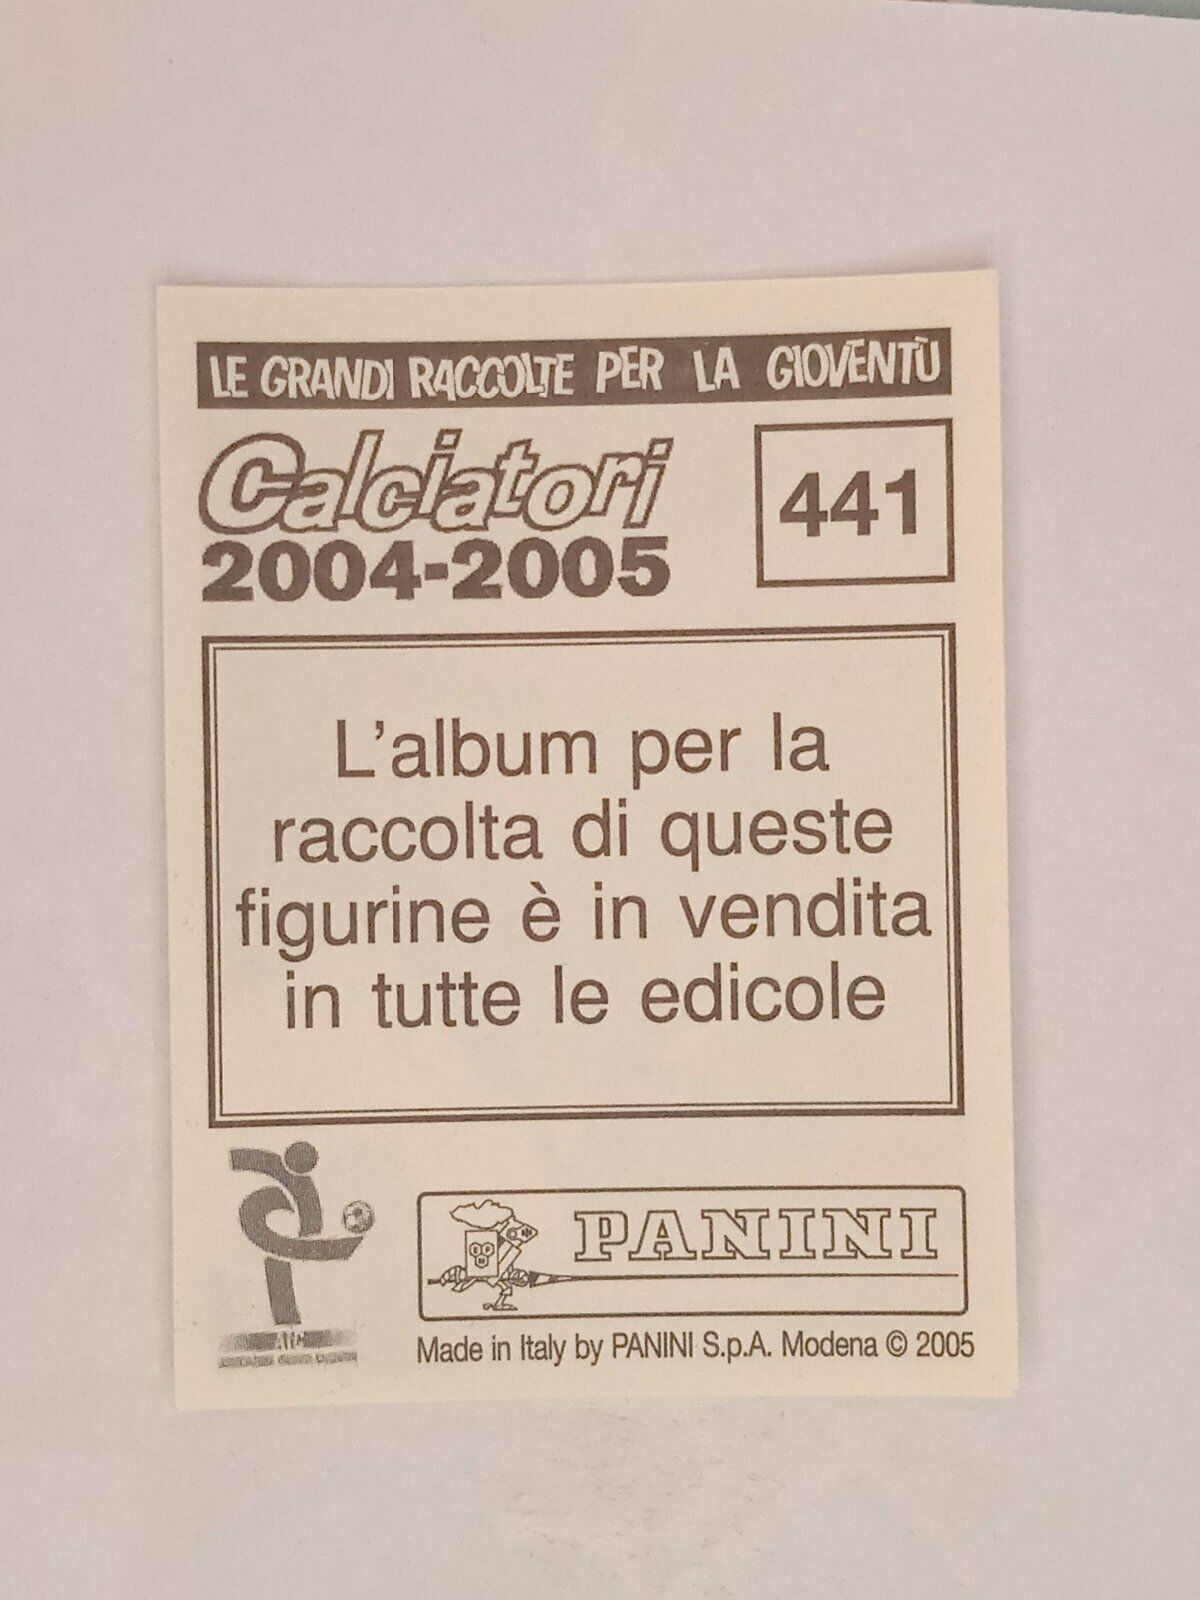 LE GRANDI RACCOLTE PER LA GIOVENTÙ
Calciatori
2004-2005
441
L'album per la
raccolta di queste
figurine è in vendita
in tutte le edicole
PANINI
Made in Italy by PANINI S.p.A. Modena © 2005